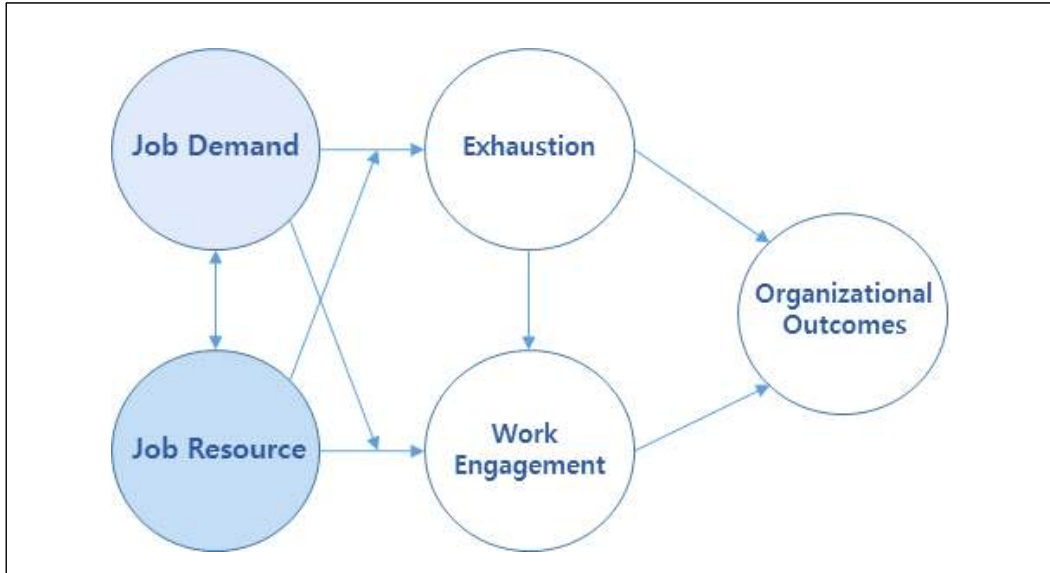 Job Demand
Exhaustion
Organizational
Outcomes
Job Resource
Work
Engagement